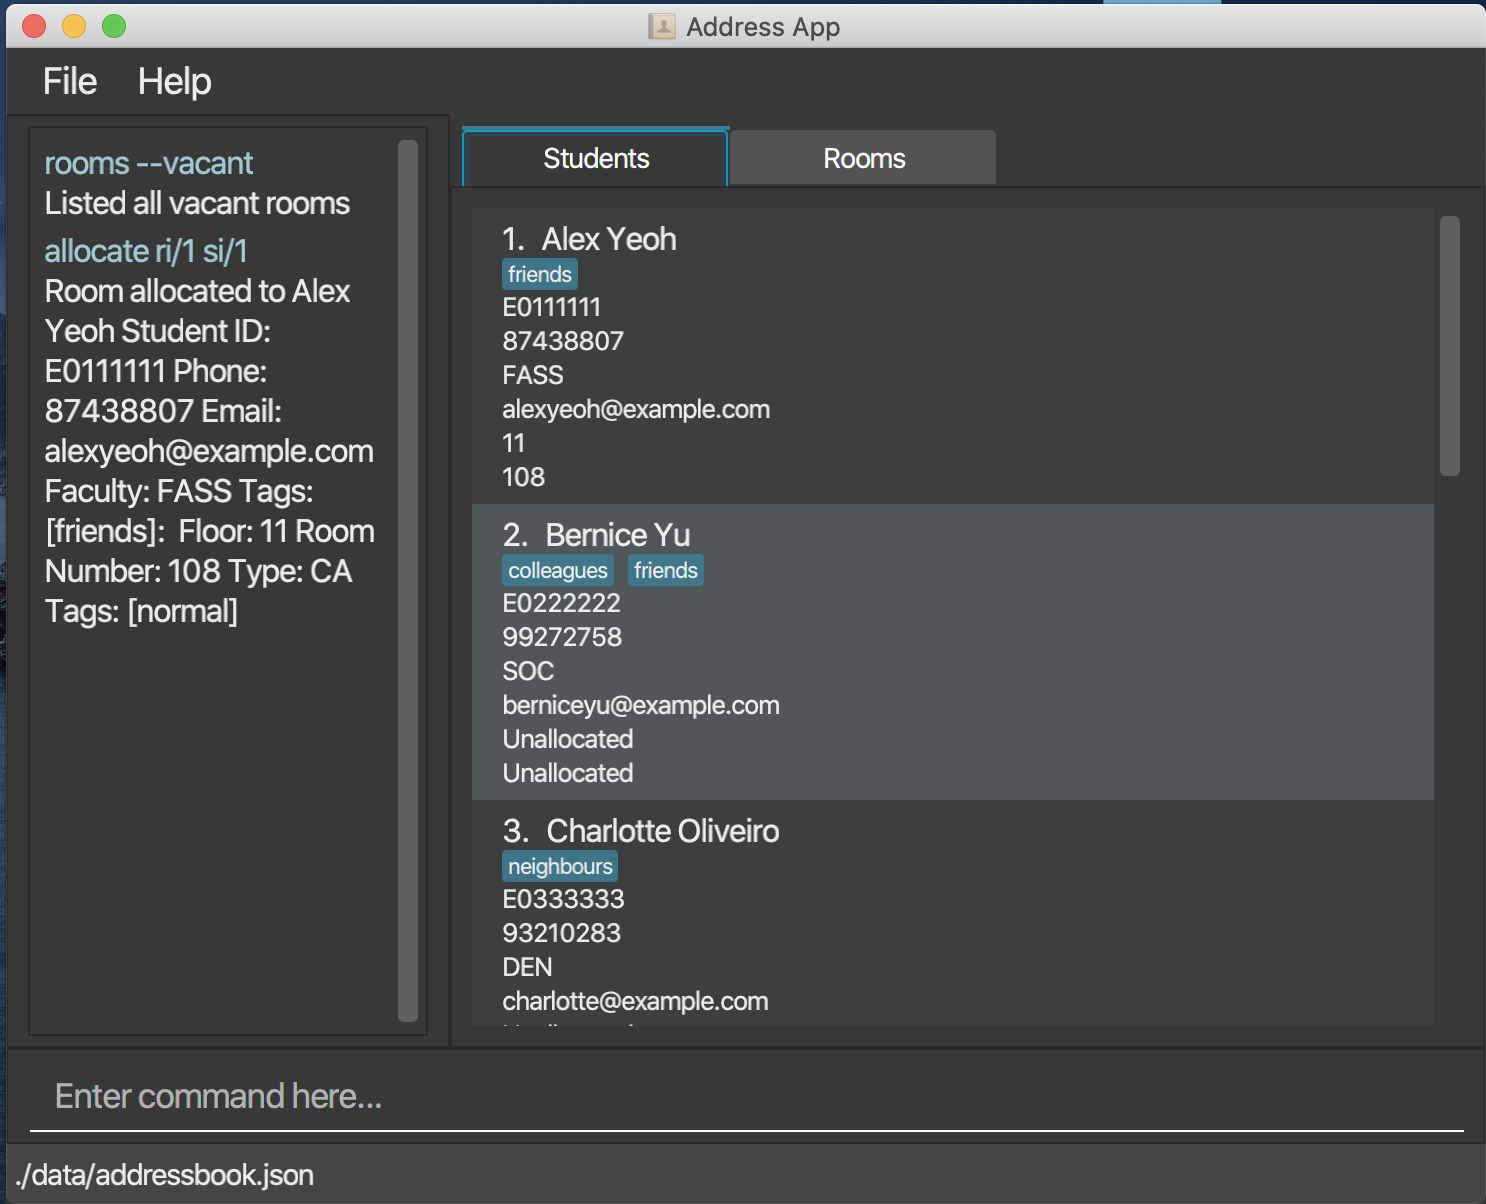 Address App
File Help
rooms --vacant
Listed all vacant rooms
allocate ri/1 si/1
Room allocated to Alex
Yeoh Student ID:
E0111111 Phone:
87438807 Email:
alexyeoh@example.com
Faculty: FASS Tags:
[friends]:  Floor: 11 Room
Number: 108 Type: CA
Tags: [normal]
Students Rooms
1. Alex Yeoh
friends
E0111111
87438807
FASS
alexyeoh@example.com
11
108
2. Bernice Yu
colleagues friends
E0222222
99272758
SOC
berniceyu@example.com
Unallocated
Unallocated
3. Charlotte Oliveiro
neighbours
E0333333
93210283
DEN
charlotte@example.com
Enter command here...
./data/addressbook.json